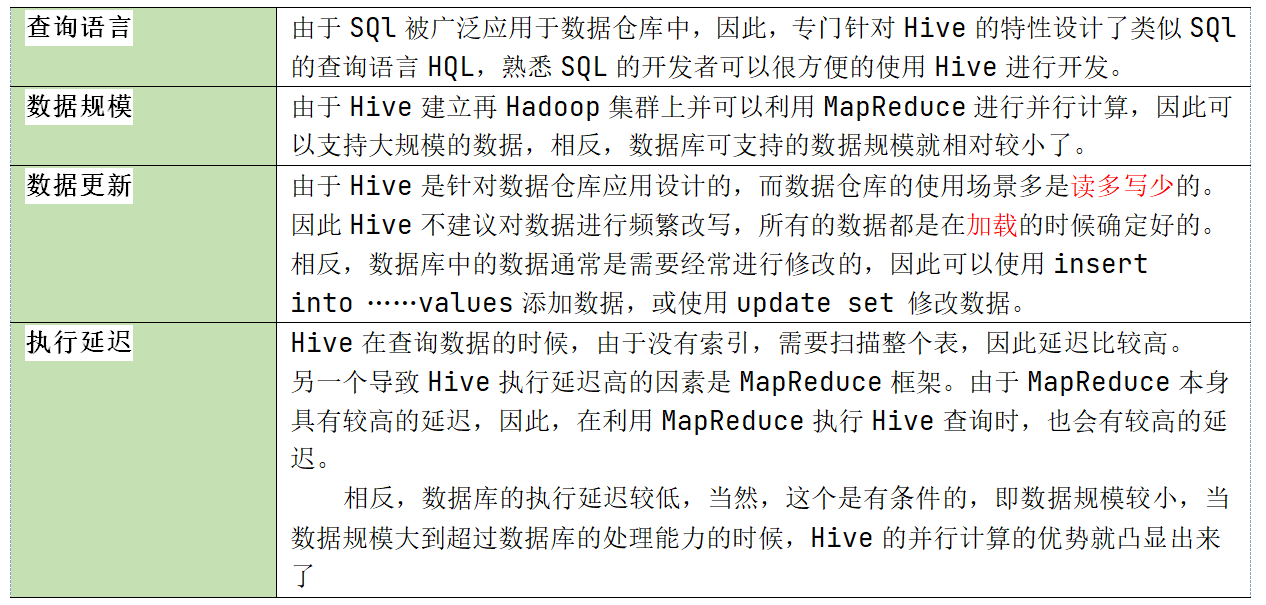 查询语言
由于 SQl 被广泛应用于数据仓库中，因此，专门针对 Hive 的特性设计了类似 SQl
的查询语言 HQL，熟悉 SQL 的开发者可以很方便的使用 Hive 进行开发。
数据规模
由于 Hive 建立再 Hadoop 集群上并可以利用 MapReduce 进行并行计算，因此可
以支持大规模的数据，相反，数据库可支持的数据规模就相对较小了。
数据更新
由于 Hive 是针对数据仓库应用设计的，而数据仓库的使用场景多是读多写少的。
因此 Hive 不建议对数据进行频繁改写，所有的数据都是在加载的时候确定好的。
相反，数据库中的数据通常是需要经常进行修改的，因此可以使用 insert
into ……values 添加数据，或使用 update set 修改数据。
执行延迟
Hive 在查询数据的时候，由于没有索引，需要扫描整个表，因此延迟比较高。
另一个导致 Hive 执行延迟高的因素是 MapReduce 框架。由于 MapReduce 本身
具有较高的延迟，因此，在利用 MapReduce 执行 Hive 查询时，也会有较高的延
迟。
相反，数据库的执行延迟较低，当然，这个是有条件的，即数据规模较小，当
数据规模大到超过数据库的处理能力的时候，Hive 的并行计算的优势就凸显出来
了